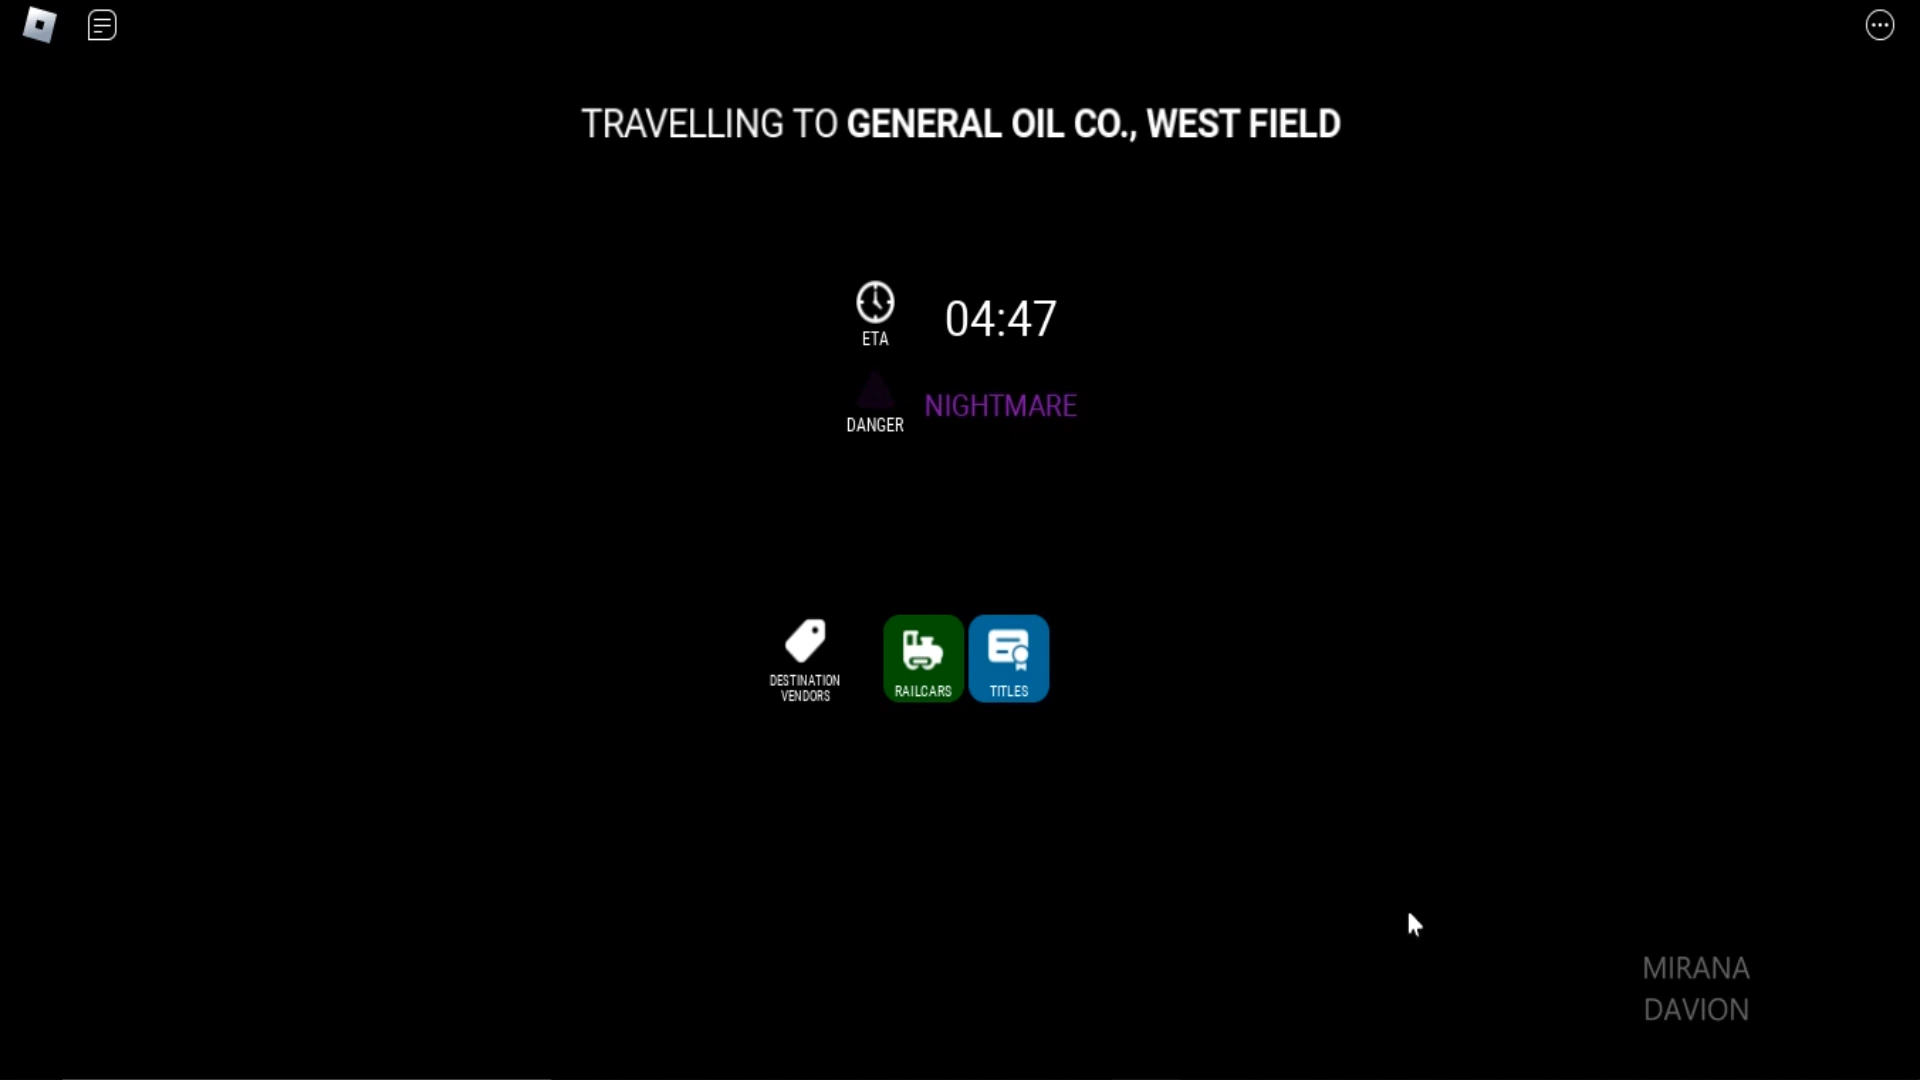 TRAVELLING TO GENERAL OIL CO., WEST FIELD
04:47
ETA
NIGHTMARE
DANGER
DESTINATION
VENDORS
RAILCARS
TITLES
MIRANA
DAVION